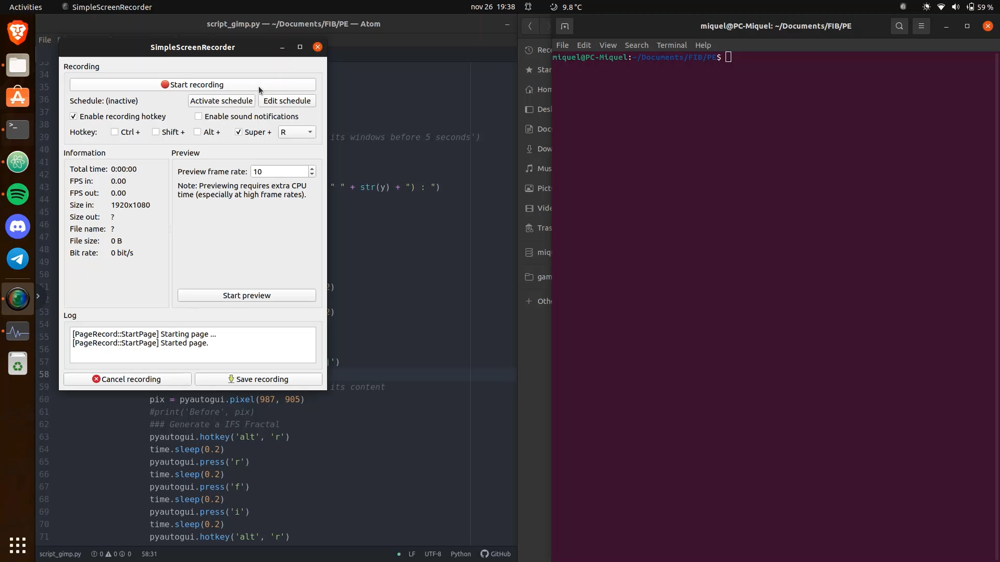 Activities
SimpleScreenRecorder
nov 26 19:38
9.8 °C
59 %
script_gimp.py — ~/Documents/FIB/PE — Atom
File
SimpleScreenRecorder
Recording
Start recording
Schedule: (inactive)
Activate schedule
Edit schedule
Enable recording hotkey
Enable sound notifications
Hotkey:
Ctrl +
Shift +
Alt +
Super +
R
Information
Total time: 0:00:00
FPS in: 0.00
FPS out: 0.00
Size in: 1920x1080
Size out: ?
File name: ?
File size: 0 B
Bit rate: 0 bit/s
Preview
Preview frame rate: 10
Note: Previewing requires extra CPU
time (especially at high frame rates).
Start preview
Log
[PageRecord::StartPage] Starting page ...
[PageRecord::StartPage] Started page.
Cancel recording
Save recording
34
35
36
37
38
39 its windows before 5 seconds')
40
41
42
43 " " + str(y) + ") : ")
44
45
46
47
48
49
50
51 2)
52
53 2)
54
55
56
57 ')
58
59 its content
60 pix = pyautogui.pixel(987, 905)
61 #print('Before', pix)
62 ### Generate a IFS Fractal
63 pyautogui.hotkey('alt', 'r')
64 time.sleep(0.2)
65 pyautogui.press('r')
66 time.sleep(0.2)
67 pyautogui.press('f')
68 time.sleep(0.2)
69 pyautogui.press('i')
70 time.sleep(0.2)
71 pyautogui.hotkey('alt', 'r')
script_gimp.py
0 0 0
58:31
LF
UTF-8
Python
GitHub
Rece
Star
Hom
Desk
Docu
Dow
Mus
Pict
Vide
Tras
miqu
gam
Othe
miquel@PC-Miquel: ~/Documents/FIB/PE
File Edit View Search Terminal Help
miquel@PC-Miquel:~/Documents/FIB/PE$